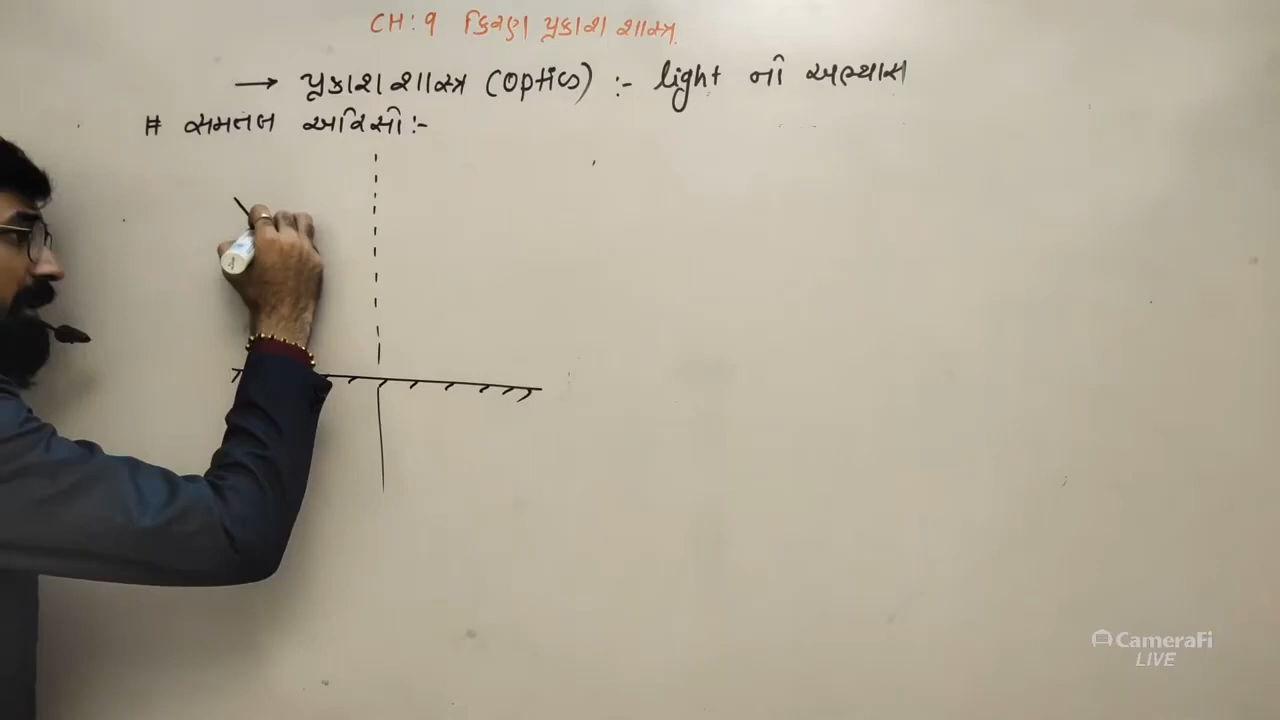 CH: 9 કિરણ પ્રકાશ શાસ્ત્ર.
→ પ્રકાશ શાસ્ત્ર (optics) :- light નો અભ્યાસ
# સમતલ અરિસો :-
CameraFi
LIVE